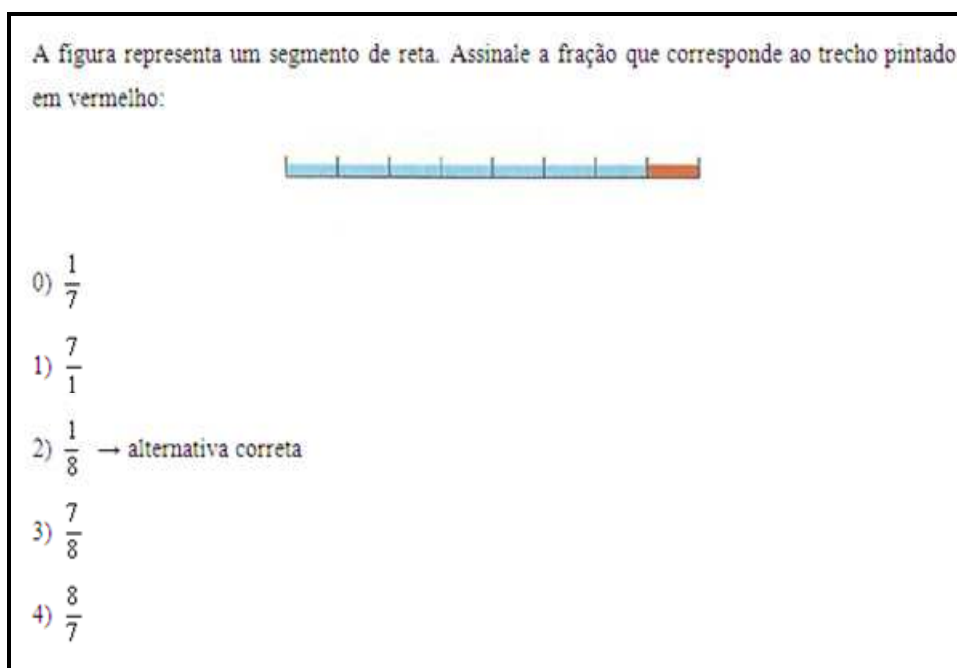 A figura representa um segmento de reta. Assinale a fração que corresponde ao trecho pintado
em vermelho:
0) 1/7
1) 7/1
2) 1/8 → alternativa correta
3) 7/8
4) 8/7